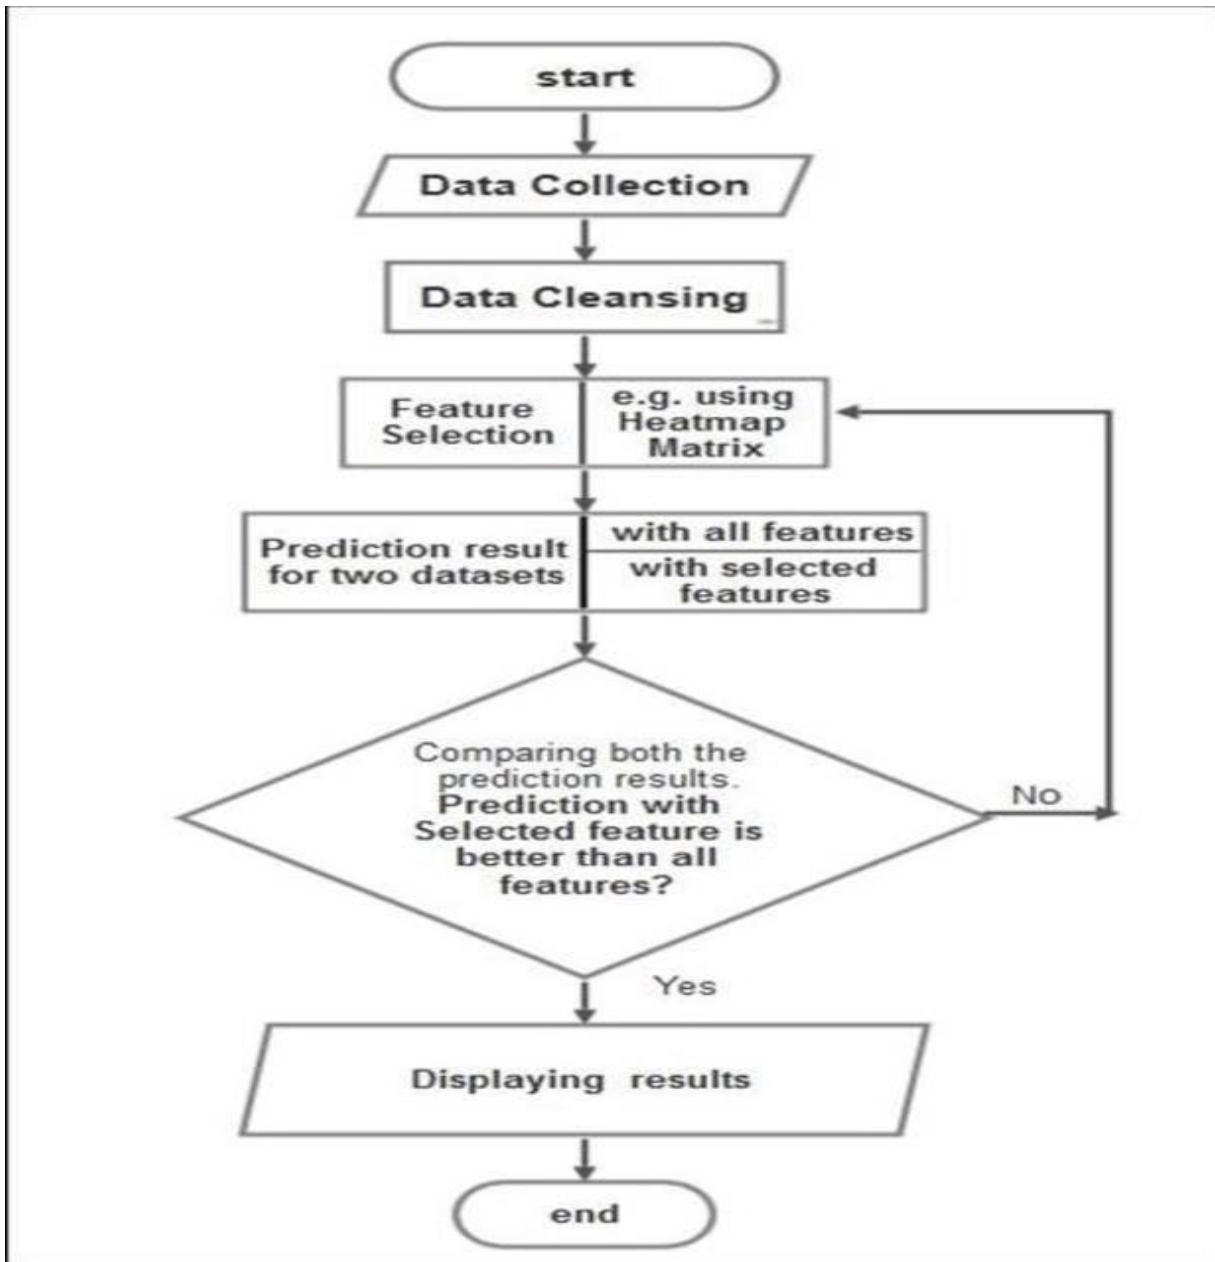 start
Data Collection
Data Cleansing
Feature
Selection
e.g. using
Heatmap
Matrix
Prediction result
for two datasets
with all features
with selected
features
Comparing both the
prediction results.
Prediction with
Selected feature is
better than all
features?
No
Yes
Displaying results
end